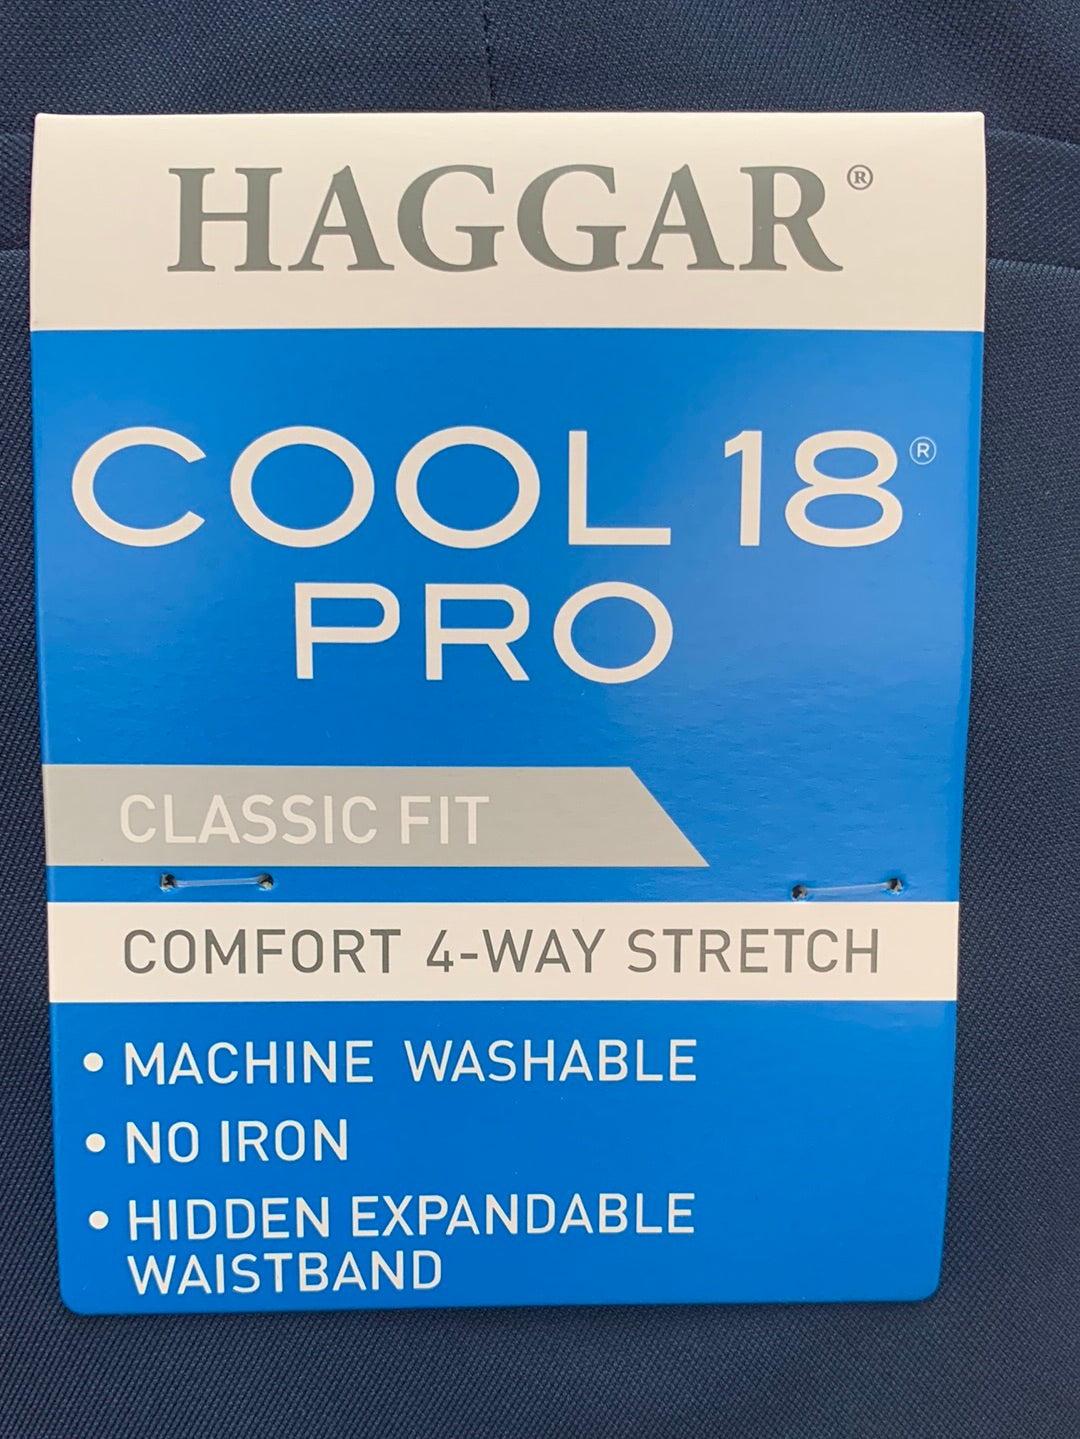 HAGGAR®
COOL 18®
PRO
CLASSIC FIT
COMFORT 4-WAY STRETCH
• MACHINE WASHABLE
• NO IRON
• HIDDEN EXPANDABLE
WAISTBAND